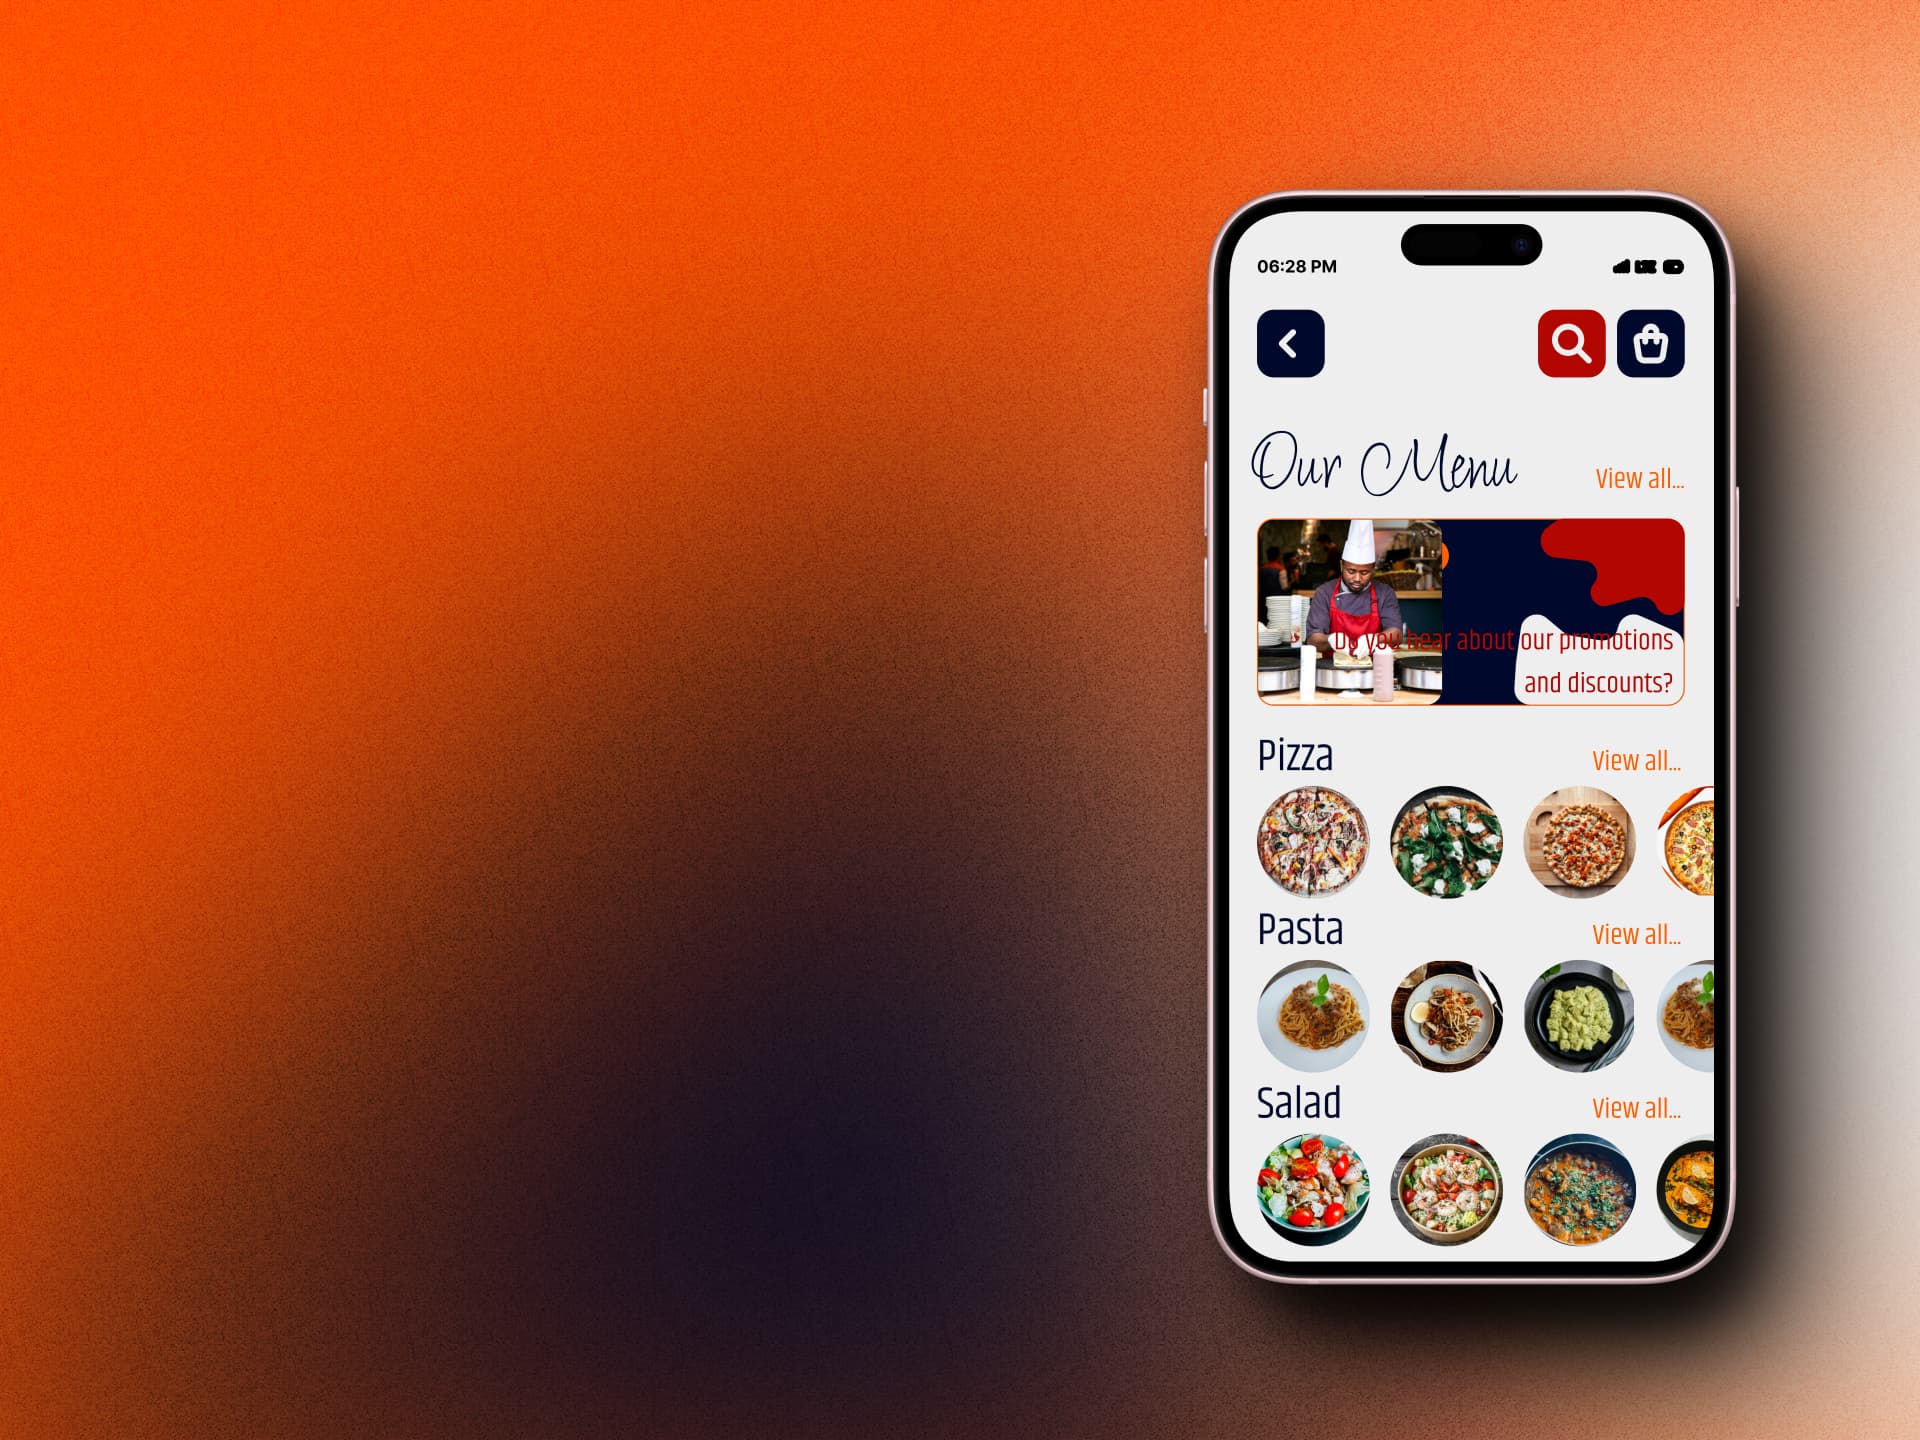 06:28 PM
Our Menu
View all...
Do you hear about our promotions
and discounts?
Pizza
View all...
Pasta
View all...
Salad
View all...